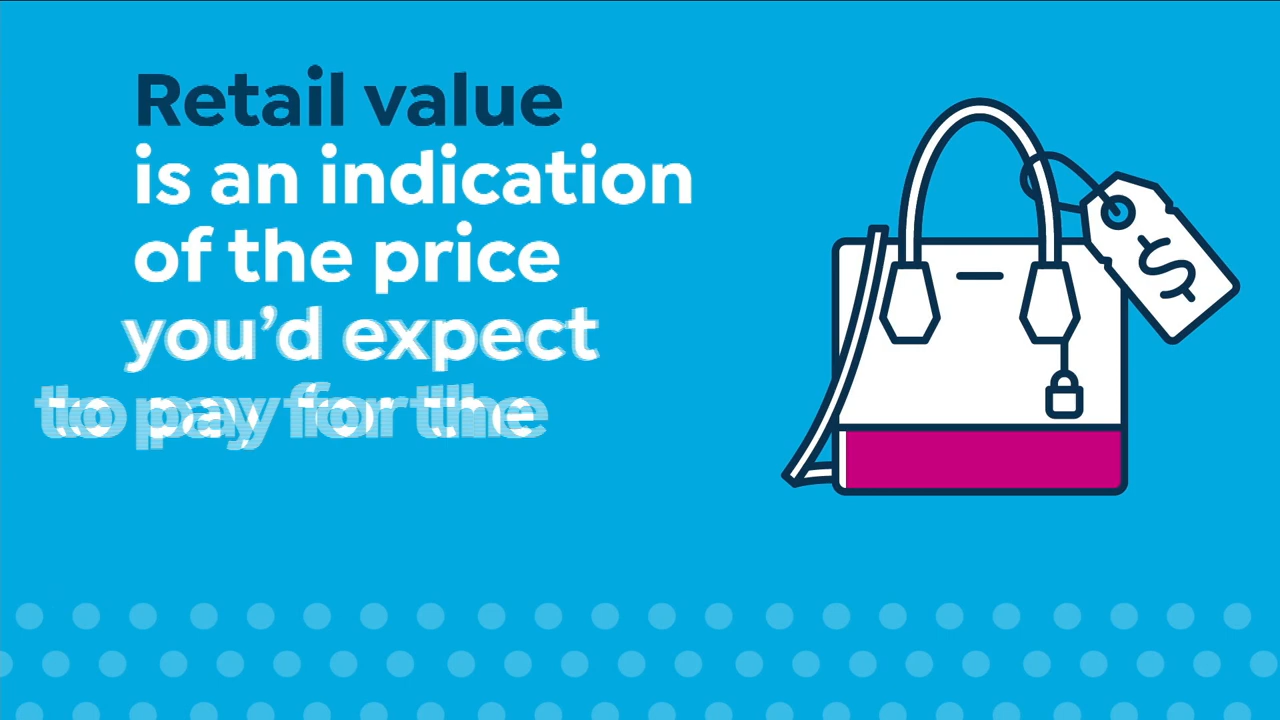 Retail value
is an indication
of the price
you'd expect
to pay for the
$